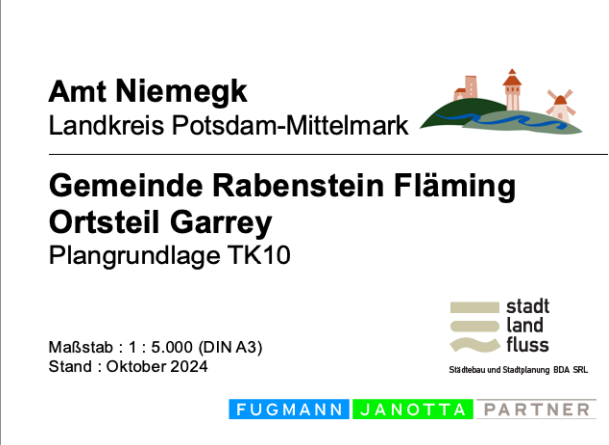 Amt Niemegk
Landkreis Potsdam-Mittelmark
Gemeinde Rabenstein Fläming
Ortsteil Garrey
Plangrundlage TK10
Maßstab : 1 : 5.000 (DIN A3)
Stand : Oktober 2024
stadt
land
fluss
Städtebau und Stadtplanung BDA SRL
FUGMANN JANOTTA PARTNER